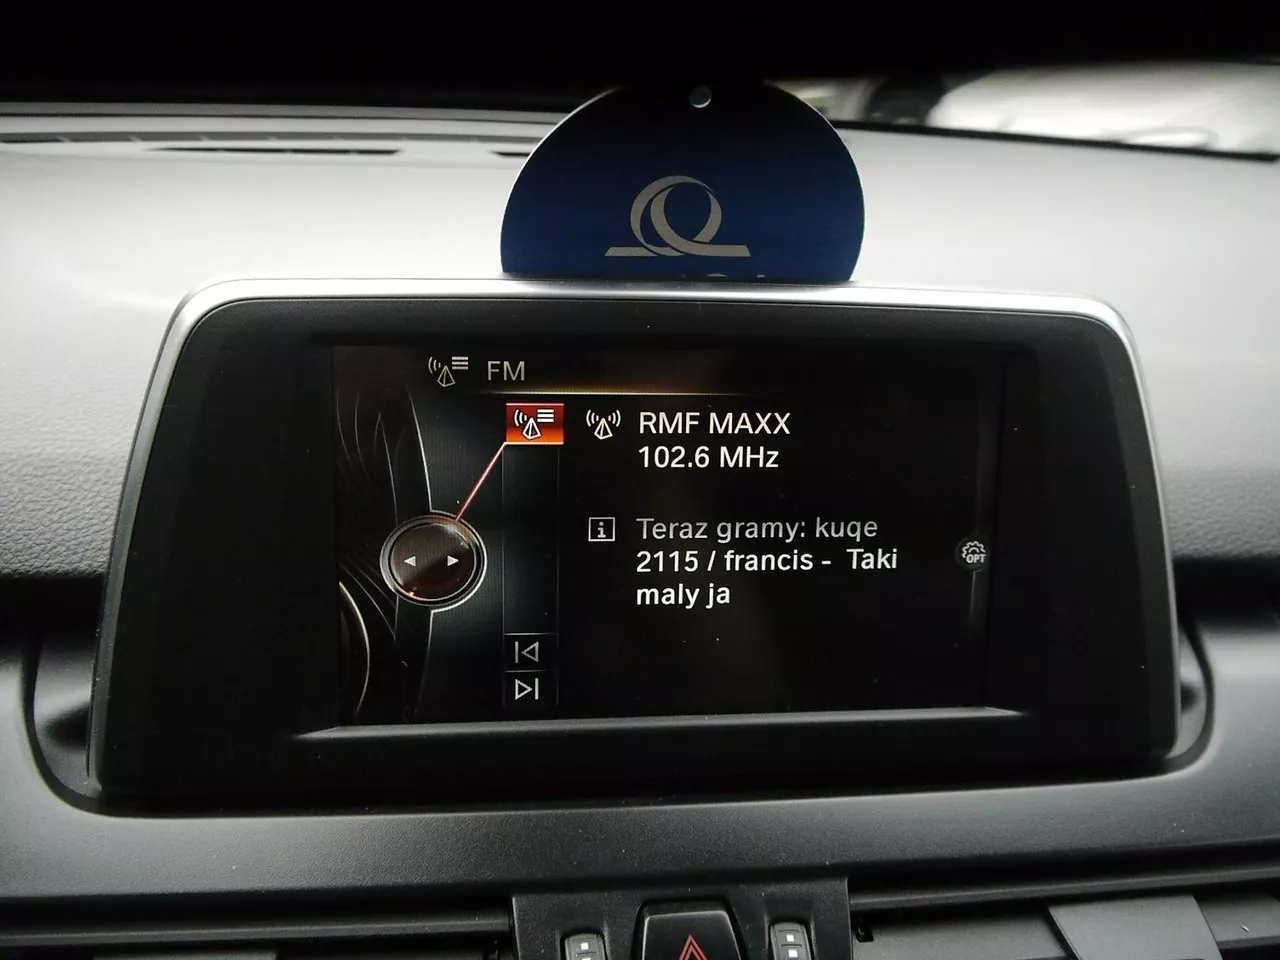 FM
RMF MAXX
102.6 MHz
Teraz gramy: kuqe
2115 / francis - Taki
maly ja
OPT